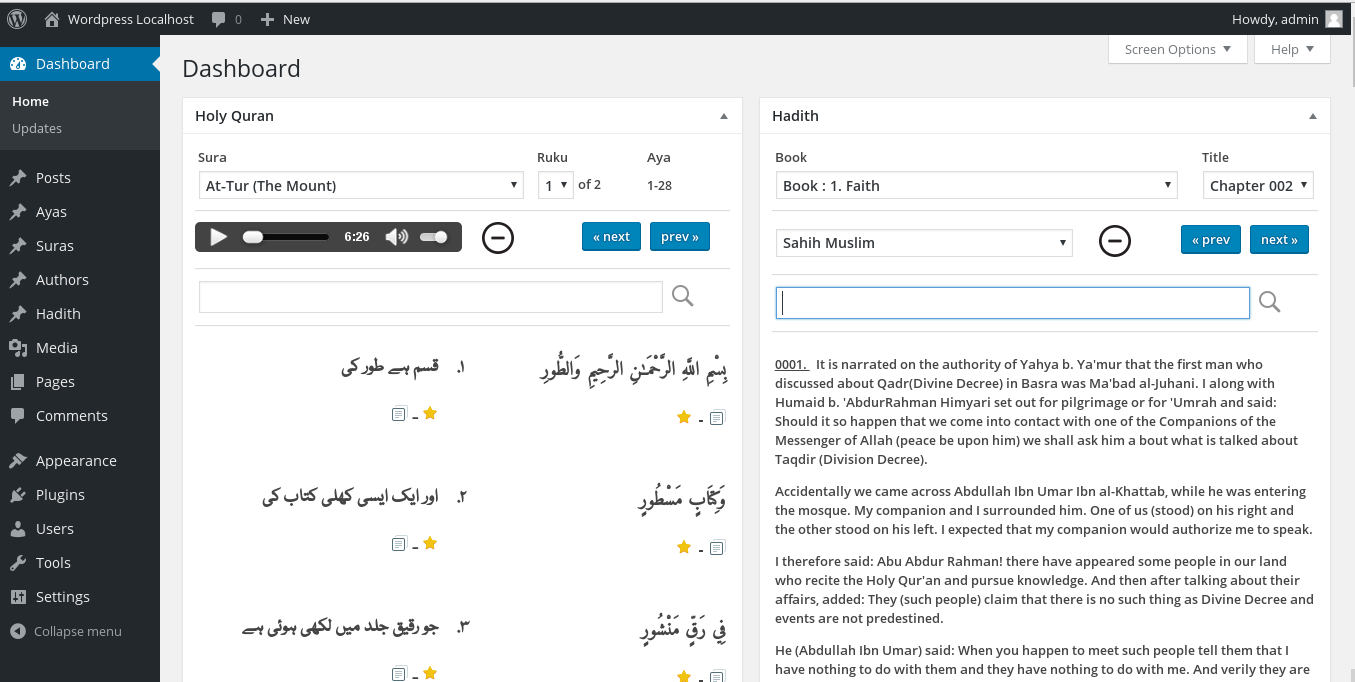 Wordpress Localhost
0
New
Howdy, admin
Dashboard
Home
Updates
Posts
Ayas
Suras
Authors
Hadith
Media
Pages
Comments
Appearance
Plugins
Users
Tools
Settings
Collapse menu
Screen Options
Help
Dashboard
Holy Quran
Sura Ruku Aya
At-Tur (The Mount) 1 of 2 1-28
6:26
« next prev »
بِسْمِ اللَّهِ الرَّحْمَـٰنِ الرَّحِيمِ وَالطُّورِ
۱. قسم ہے طور کی
-
-
وَكِتَابٍ مَسْطُورٍ
۲. اور ایک ایسی کھلی کتاب کی
-
-
فِي رَقٍّ مَنْشُورٍ
۳. جو رقیق جلد میں لکھی ہوئی ہے
-
-
Hadith
Book Title
Book : 1. Faith Chapter 002
Sahih Muslim
« prev next »
0001. It is narrated on the authority of Yahya b. Ya'mur that the first man who
discussed about Qadr(Divine Decree) in Basra was Ma'bad al-Juhani. I along with
Humaid b. 'AbdurRahman Himyari set out for pilgrimage or for 'Umrah and said:
Should it so happen that we come into contact with one of the Companions of the
Messenger of Allah (peace be upon him) we shall ask him a bout what is talked about
Taqdir (Division Decree).
Accidentally we came across Abdullah Ibn Umar Ibn al-Khattab, while he was entering
the mosque. My companion and I surrounded him. One of us (stood) on his right and
the other stood on his left. I expected that my companion would authorize me to speak.
I therefore said: Abu Abdur Rahman! there have appeared some people in our land
who recite the Holy Qur'an and pursue knowledge. And then after talking about their
affairs, added: They (such people) claim that there is no such thing as Divine Decree and
events are not predestined.
He (Abdullah Ibn Umar) said: When you happen to meet such people tell them that I
have nothing to do with them and they have nothing to do with me. And verily they are